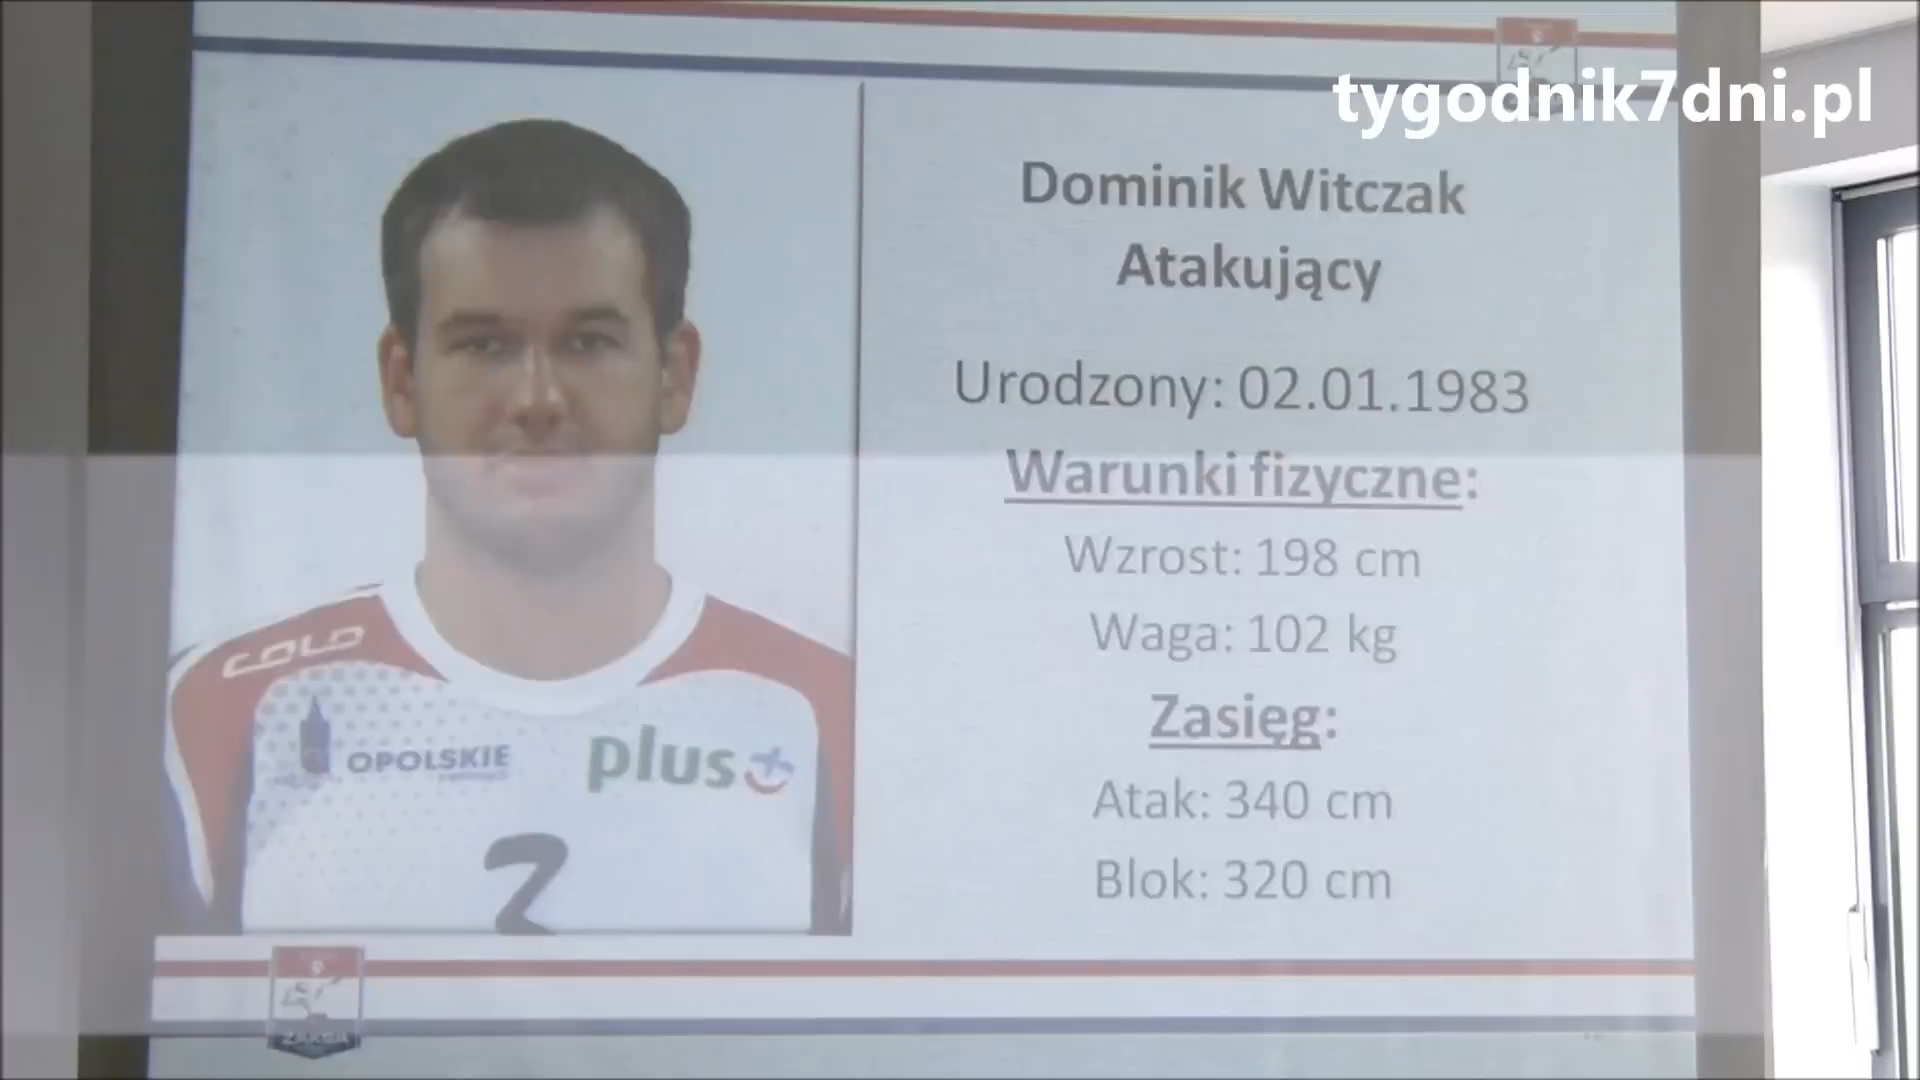 tygodnik7dni.pl
Dominik Witczak
Atakujący
Urodzony: 02.01.1983
Warunki fizyczne:
Wzrost: 198 cm
Waga: 102 kg
Zasięg:
Atak: 340 cm
Blok: 320 cm
COLO
OPOLSKIE
plus
2
ZAKSA